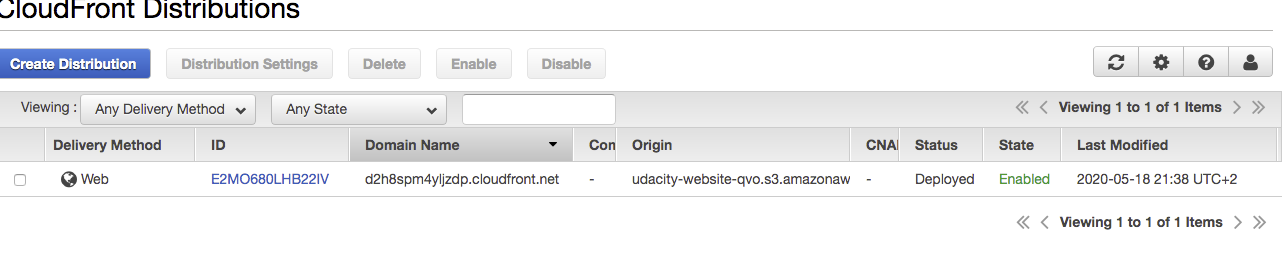 CloudFront Distributions
Create Distribution Distribution Settings Delete Enable Disable
Viewing : Any Delivery Method Any State Viewing 1 to 1 of 1 Items
Delivery Method ID Domain Name Con Origin CNA Status State Last Modified
Web E2MO680LHB22IV d2h8spm4yljzdp.cloudfront.net - udacity-website-qvo.s3.amazonaw - Deployed Enabled 2020-05-18 21:38 UTC+2
Viewing 1 to 1 of 1 Items